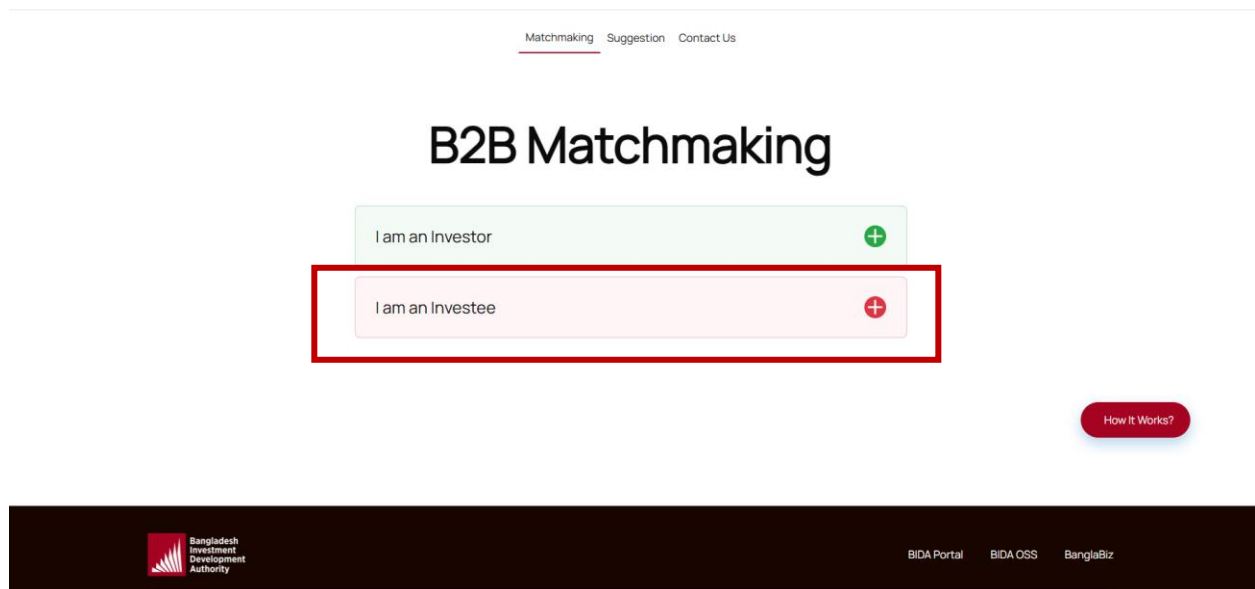 Matchmaking Suggestion Contact Us
B2B Matchmaking
I am an Investor
I am an Investee
How It Works?
Bangladesh
Investment
Development
Authority
BIDA Portal BIDA OSS BanglaBiz